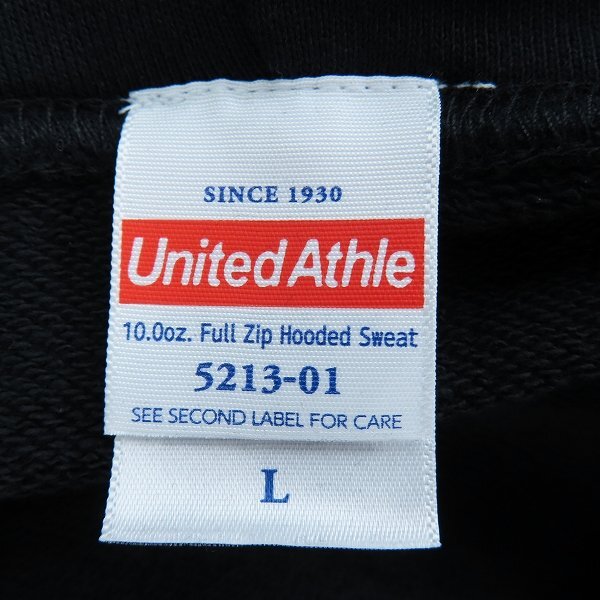 SINCE 1930
United Athle
10.0oz. Full Zip Hooded Sweat
5213-01
SEE SECOND LABEL FOR CARE
L